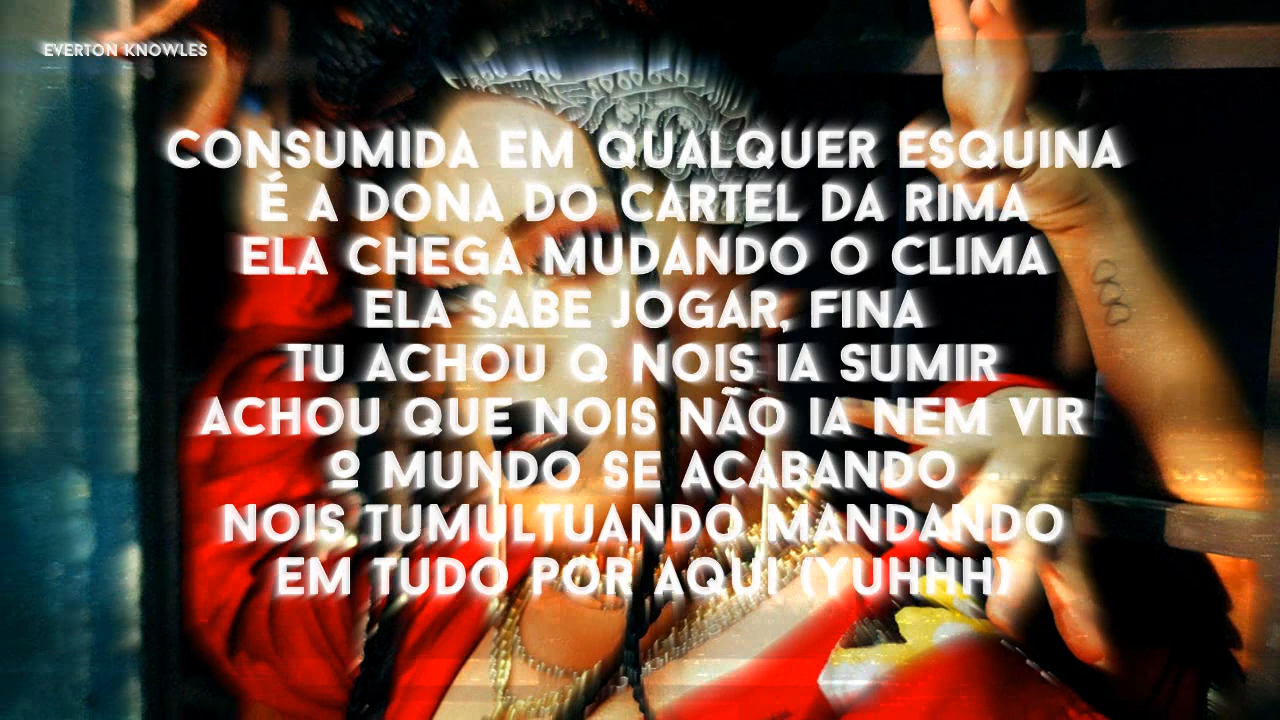 EVERTON KNOWLES
CONSUMIDA EM QUALQUER ESQUINA
É A DONA DO CARTEL DA RIMA
ELA CHEGA MUDANDO O CLIMA
ELA SABE JOGAR, FINA
TU ACHOU Q NOIS IA SUMIR
ACHOU QUE NOIS NÃO IA NEM VIR
º MUNDO SE ACABANDO
NOIS TUMULTUANDO MANDANDO
EM TUDO POR AQUI (YUHHH)